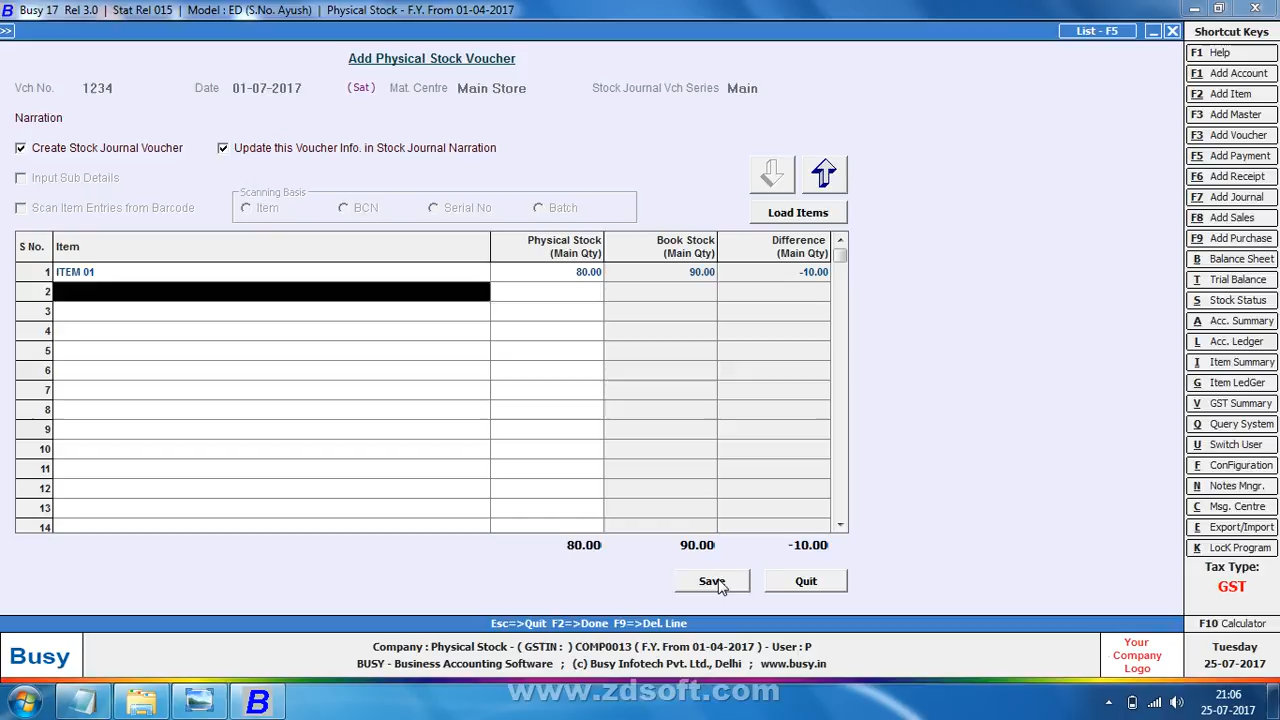 Busy 17 Rel 3.0 | Stat Rel 015 | Model : ED (S.No. Ayush) | Physical Stock - F.Y. From 01-04-2017
>>
List - F5
Shortcut Keys
Add Physical Stock Voucher
Vch No. 1234 Date 01-07-2017 (Sat) Mat. Centre Main Store Stock Journal Vch Series Main
Narration
Create Stock Journal Voucher Update this Voucher Info. in Stock Journal Narration
Input Sub Details
Scanning Basis
Scan Item Entries from Barcode Item BCN Serial No Batch
Load Items
S No. Item Physical Stock (Main Qty) Book Stock (Main Qty) Difference (Main Qty)
1 ITEM 01 80.00 90.00 -10.00
2
3
4
5
6
7
8
9
10
11
12
13
14
80.00 90.00 -10.00
Save Quit
Esc=>Quit F2=>Done F9=>Del. Line
F1 Help
F1 Add Account
F2 Add Item
F3 Add Master
F3 Add Voucher
F5 Add Payment
F6 Add Receipt
F7 Add Journal
F8 Add Sales
F9 Add Purchase
B Balance Sheet
T Trial Balance
S Stock Status
A Acc. Summary
L Acc. Ledger
I Item Summary
G Item LedGer
V GST Summary
Q Query System
U Switch User
F ConFiguration
N Notes Mngr.
C Msg. Centre
E Export/Import
K LocK Program
Tax Type:
GST
F10 Calculator
Busy
Company : Physical Stock - ( GSTIN : ) COMP0013 ( F.Y. From 01-04-2017 ) - User : P
BUSY - Business Accounting Software ; (c) Busy Infotech Pvt. Ltd., Delhi ; www.busy.in
Your
Company
Logo
Tuesday
25-07-2017
www.zdsoft.com
21:06
25-07-2017